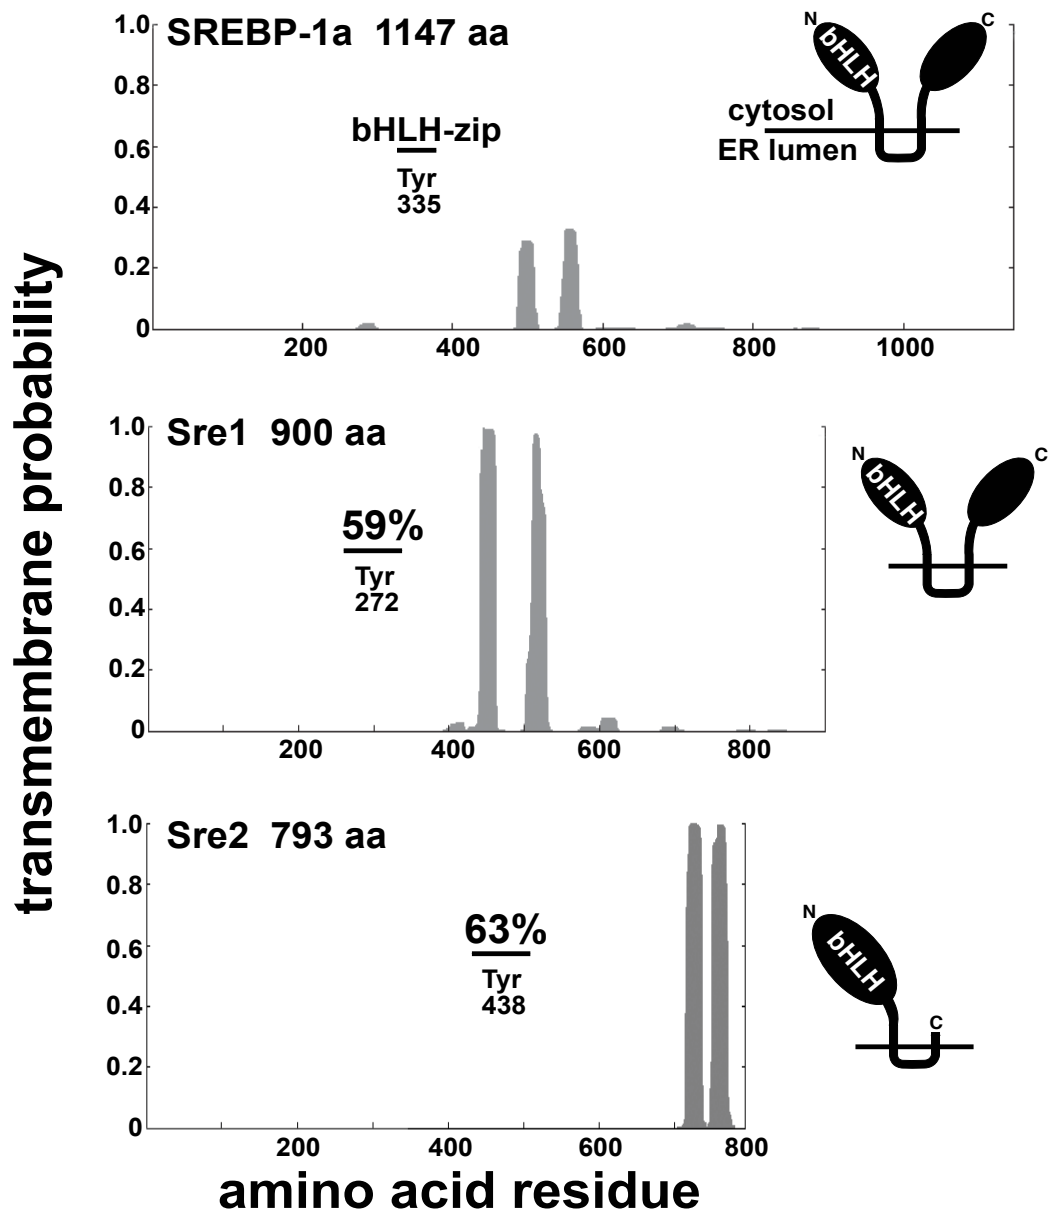 transmembrane probability
1.0
SREBP-1a 1147 aa
N
C
bHLH
0.8
cytosol
bHLH-zip
0.6
ER lumen
Tyr
335
0.4
0.2
0
200
400
600
800
1000
1.0
Sre1 900 aa
N
C
bHLH
0.8
59%
0.6
Tyr
272
0.4
0.2
0
200
400
600
800
1.0
Sre2 793 aa
0.8
N
bHLH
63%
0.6
Tyr
438
C
0.4
0.2
0
200
400
600
800
amino acid residue